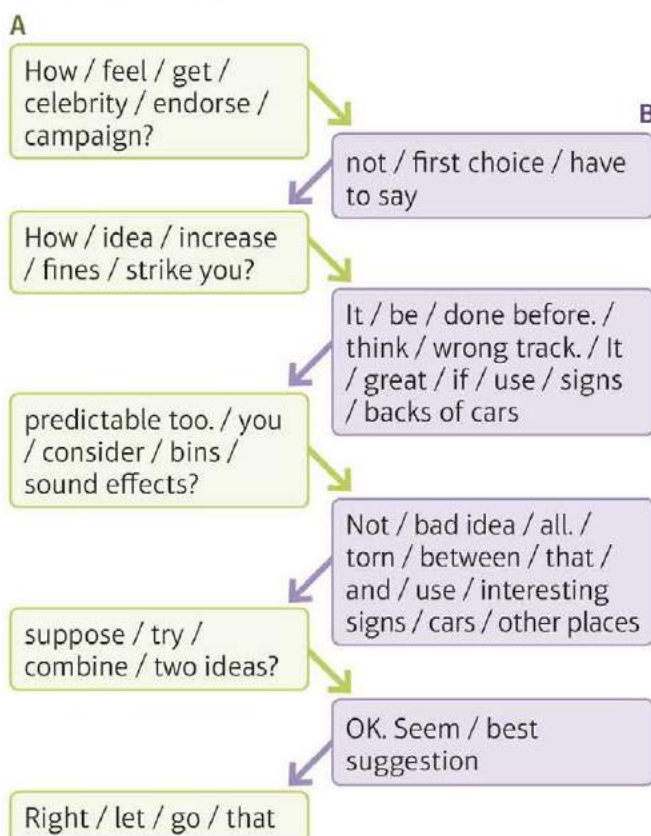 A
How / feel / get /
celebrity / endorse /
campaign?
B
not / first choice / have
to say
How / idea / increase
/ fines / strike you?
It / be / done before. /
think / wrong track. / It
/ great / if / use / signs
/ backs of cars
predictable too. / you
/ consider / bins /
sound effects?
Not / bad idea / all. /
torn / between / that /
and / use / interesting
signs / cars / other places
suppose / try /
combine / two ideas?
OK. Seem / best
suggestion
Right / let / go / that